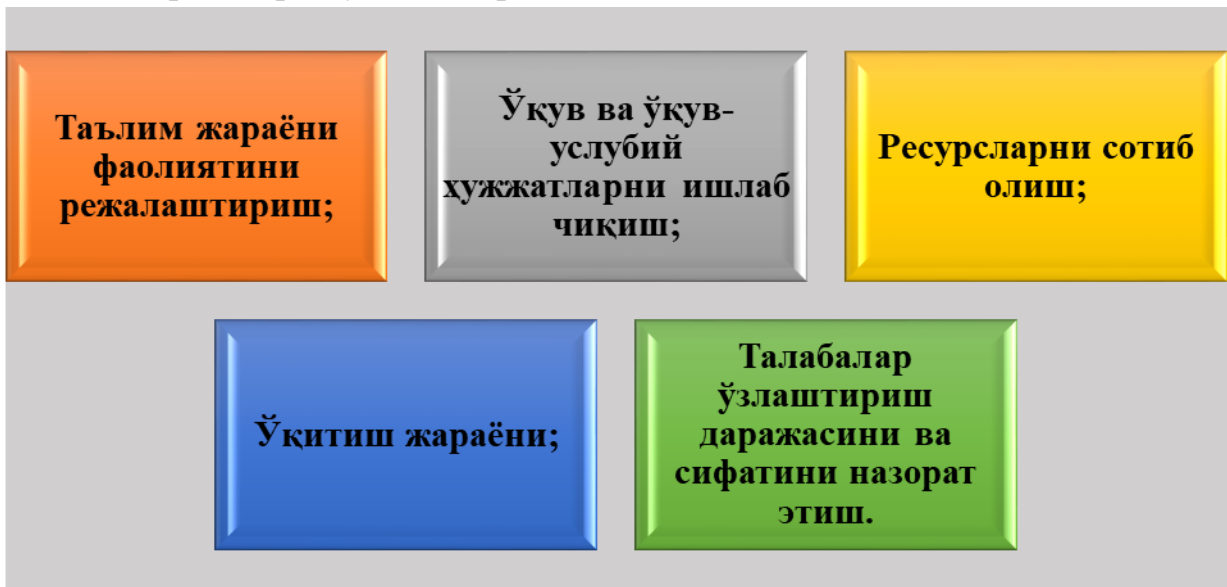 Таълим жараёни
фаолиятини
режалаштириш;
Ўқув ва ўқув-
услубий
ҳужжатларни ишлаб
чиқиш;
Ресурсларни сотиб
олиш;
Ўқитиш жараёни;
Талабалар
ўзлаштириш
даражасини ва
сифатини назорат
этиш.